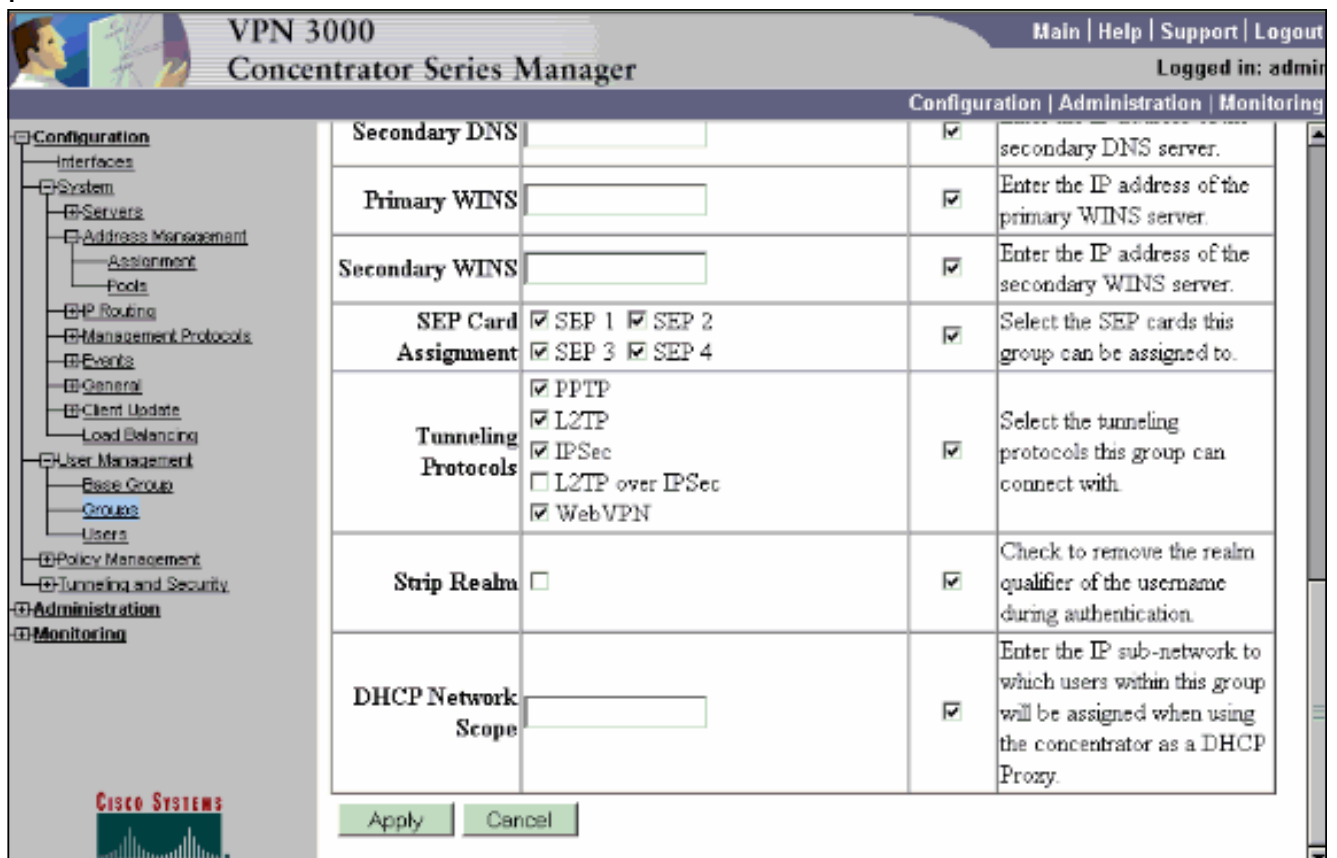 VPN 3000
Concentrator Series Manager
Main | Help | Support | Logout
Logged in: admin
Configuration | Administration | Monitoring
Configuration
Interfaces
System
Servers
Address Management
Assignment
Pools
IP Routing
Management Protocols
Events
General
Client Update
Load Balancing
User Management
Base Group
Groups
Users
Policy Management
Tunneling and Security
Administration
Monitoring
CISCO SYSTEMS
Secondary DNS
secondary DNS server.
Primary WINS
Enter the IP address of the
primary WINS server.
Secondary WINS
Enter the IP address of the
secondary WINS server.
SEP Card
Assignment
SEP 1 SEP 2
SEP 3 SEP 4
Select the SEP cards this
group can be assigned to.
Tunneling
Protocols
PPTP
L2TP
IPSec
L2TP over IPSec
WebVPN
Select the tunneling
protocols this group can
connect with.
Strip Realm
Check to remove the realm
qualifier of the username
during authentication.
DHCP Network
Scope
Enter the IP sub-network to
which users within this group
will be assigned when using
the concentrator as a DHCP
Proxy.
Apply
Cancel